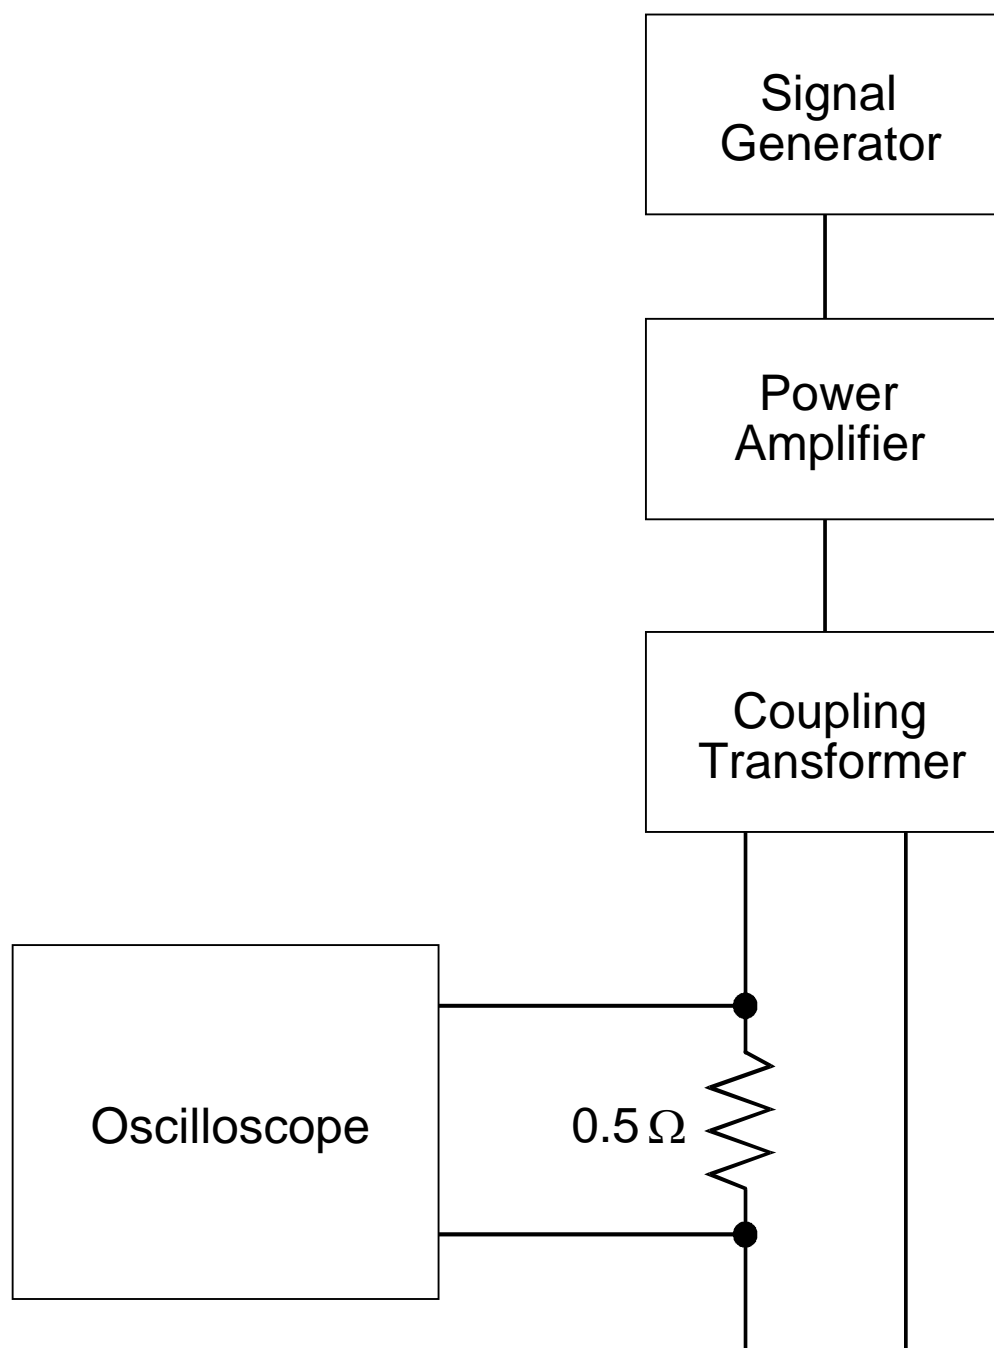 Signal
Generator
Power
Amplifier
Coupling
Transformer
Oscilloscope
0.5 Ω